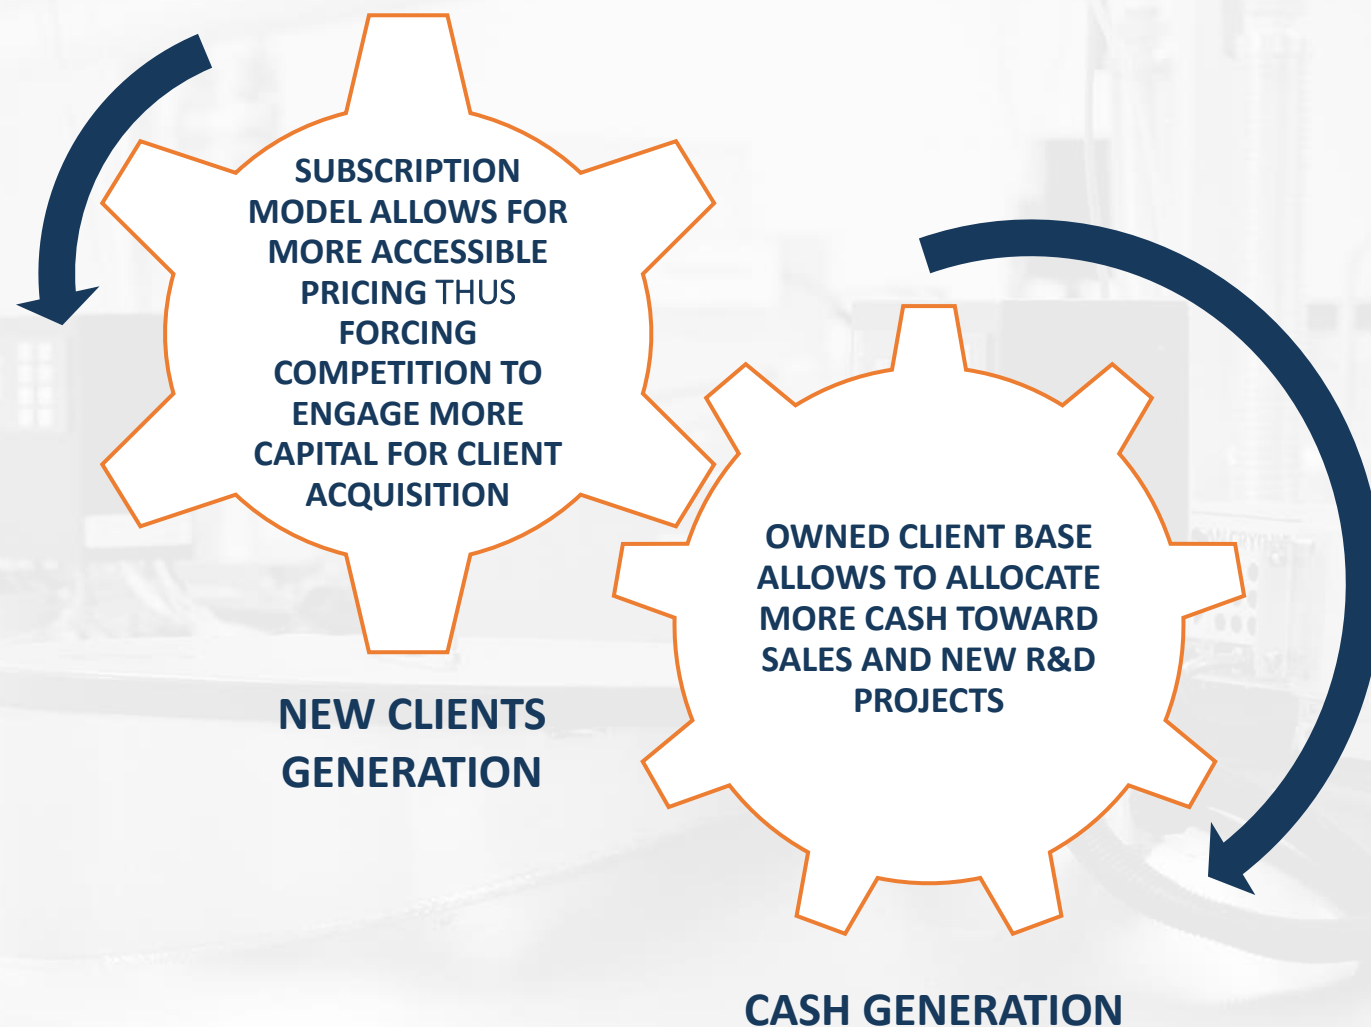 SUBSCRIPTION
MODEL ALLOWS FOR
MORE ACCESSIBLE
PRICING THUS
FORCING
COMPETITION TO
ENGAGE MORE
CAPITAL FOR CLIENT
ACQUISITION
NEW CLIENTS
GENERATION
OWNED CLIENT BASE
ALLOWS TO ALLOCATE
MORE CASH TOWARD
SALES AND NEW R&D
PROJECTS
CASH GENERATION